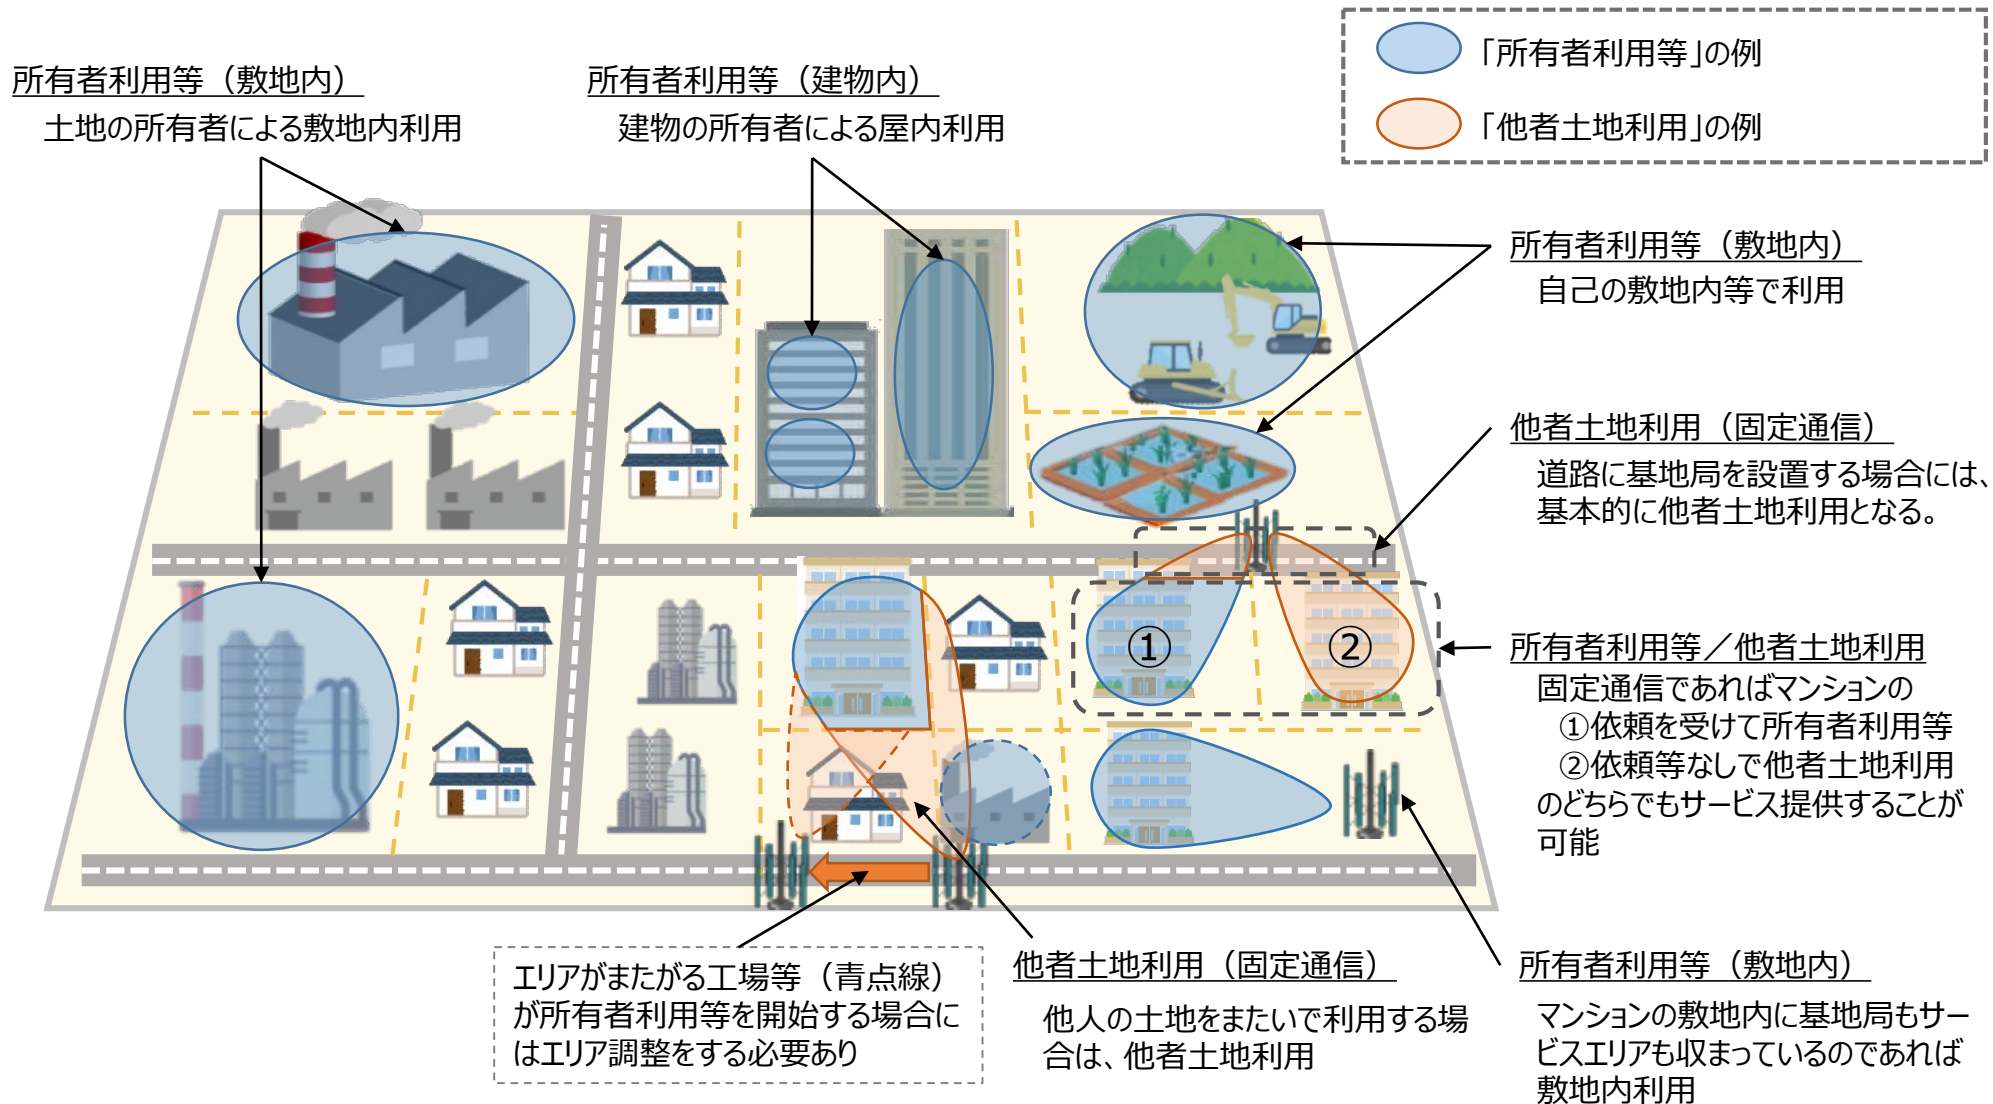 「所有者利用等」の例
「他者土地利用」の例
所有者利用等（敷地内）
土地の所有者による敷地内利用
所有者利用等（建物内）
建物の所有者による屋内利用
所有者利用等（敷地内）
自己の敷地内等で利用
他者土地利用（固定通信）
道路に基地局を設置する場合には、
基本的に他者土地利用となる。
①
②
所有者利用等／他者土地利用
固定通信であればマンションの
①依頼を受けて所有者利用等
②依頼等なしで他者土地利用
のどちらでもサービス提供することが
可能
エリアがまたがる工場等（青点線）
が所有者利用等を開始する場合に
はエリア調整をする必要あり
他者土地利用（固定通信）
他人の土地をまたいで利用する場
合は、他者土地利用
所有者利用等（敷地内）
マンションの敷地内に基地局もサー
ビスエリアも収まっているのであれば
敷地内利用